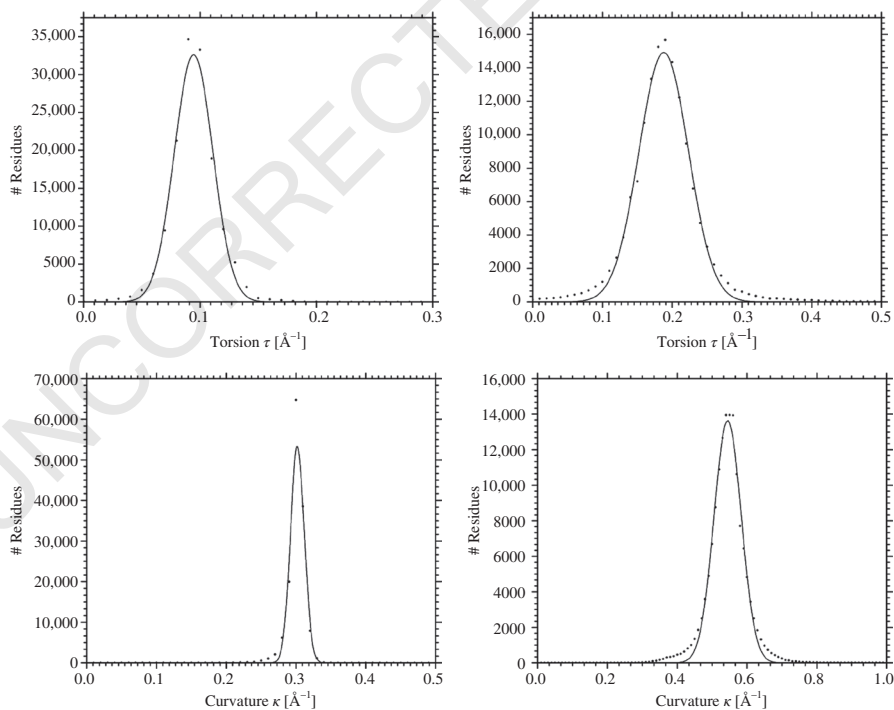 35,000
30,000
25,000
20,000
15,000
10,000
5000
0
# Residues
0.0 0.1 0.2 0.3
Torsion τ [Å⁻¹]
16,000
14,000
12,000
10,000
8000
6000
4000
2000
0
# Residues
0.0 0.1 0.2 0.3 0.4 0.5
Torsion τ [Å⁻¹]
70,000
60,000
50,000
40,000
30,000
20,000
10,000
0
# Residues
0.0 0.1 0.2 0.3 0.4 0.5
Curvature κ [Å⁻¹]
16,000
14,000
12,000
10,000
8000
6000
4000
2000
0
# Residues
0.0 0.2 0.4 0.6 0.8 1.0
Curvature κ [Å⁻¹]
UNCORRECTE